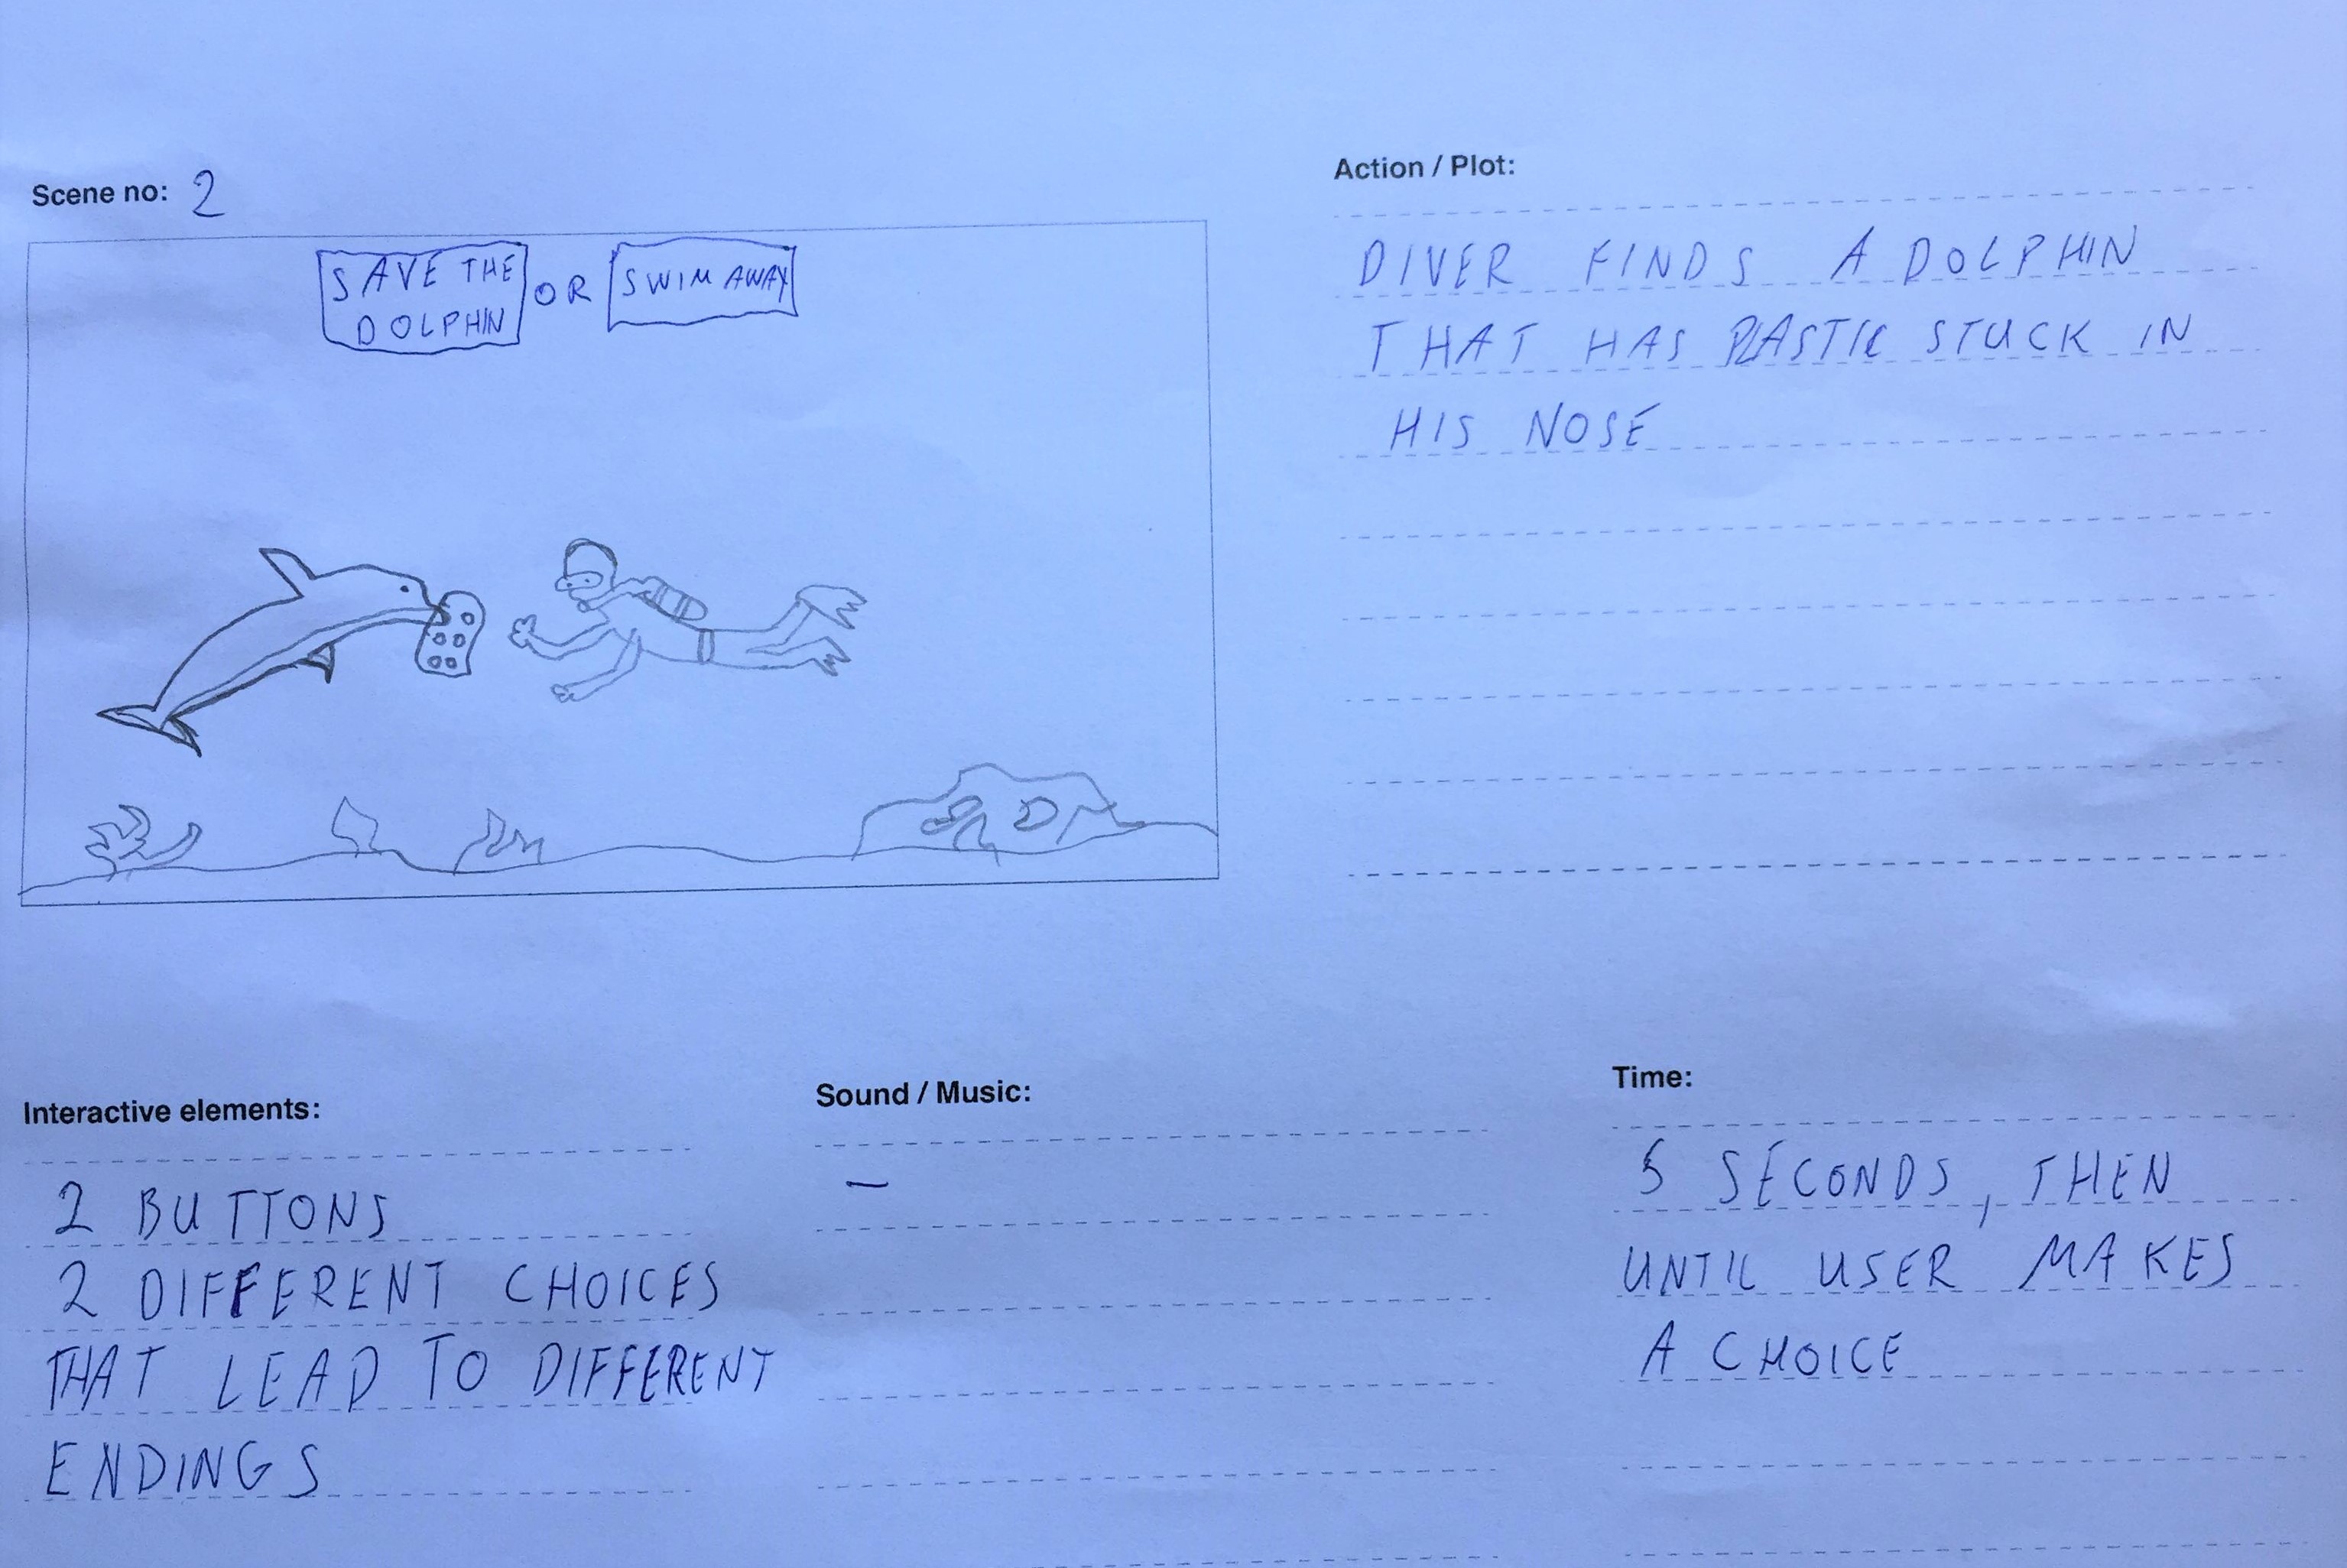 Scene no: 2
SAVE THE
DOLPHIN
OR
SWIM AWAY
Action / Plot:
DIVER FINDS A DOLPHIN
THAT HAS PLASTIC STUCK IN
HIS NOSE
Interactive elements:
2 BUTTONS
2 DIFFERENT CHOICES
THAT LEAD TO DIFFERENT
ENDINGS
Sound / Music:
—
Time:
5 SECONDS, THEN
UNTIL USER MAKES
A CHOICE